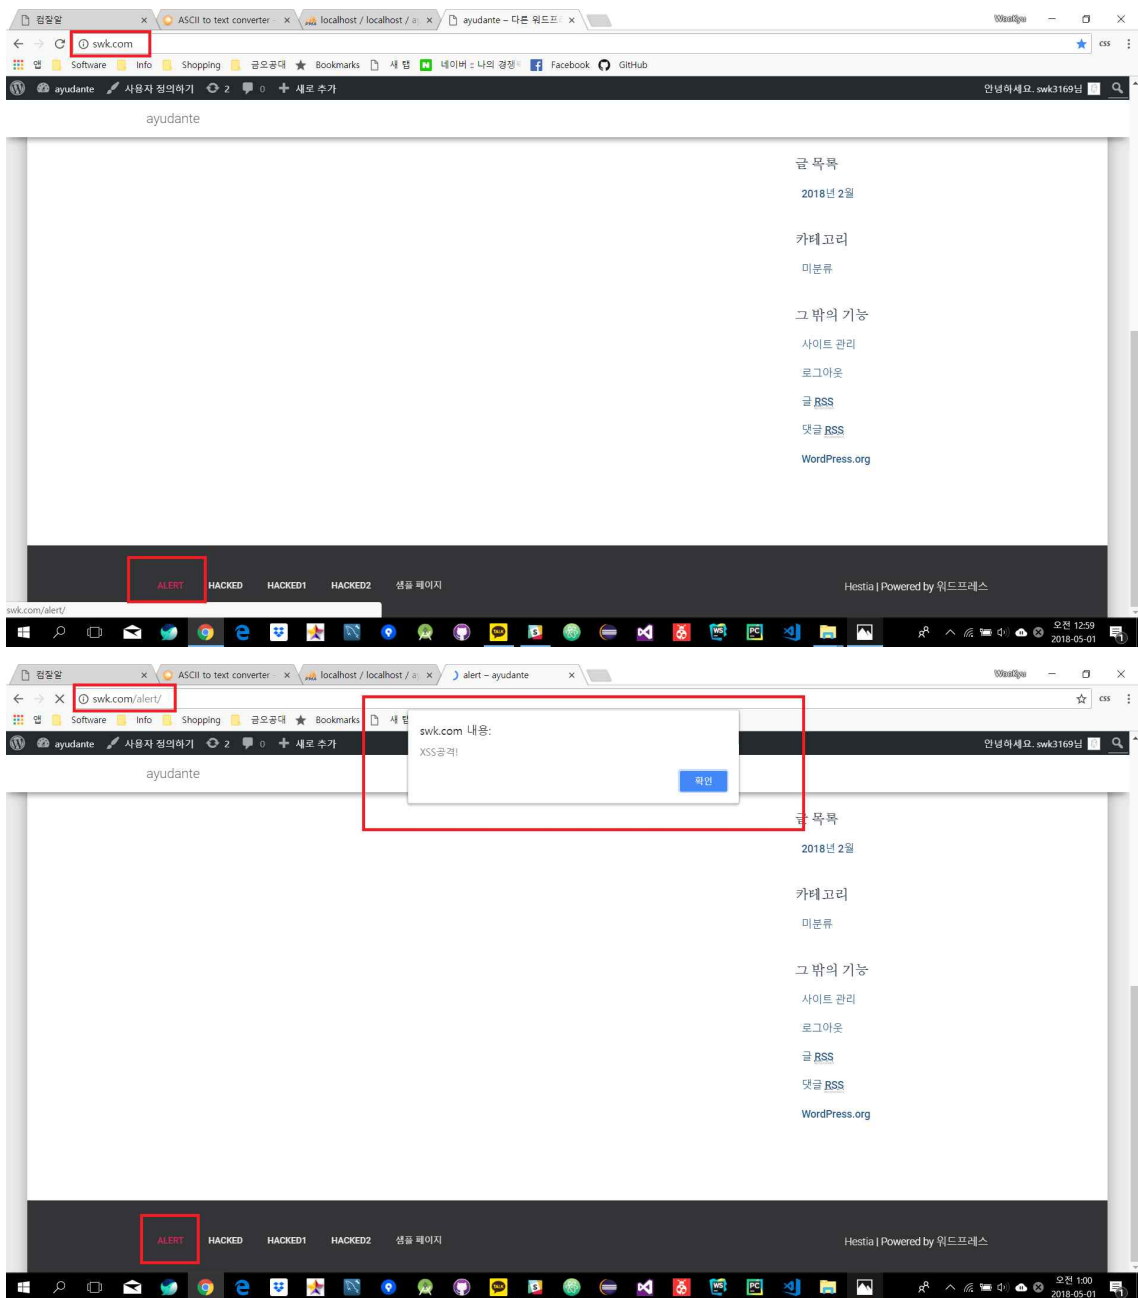 컴잘알
ASCII to text converter
localhost / localhost / a
ayudante – 다른 워드프
WooKyu
swk.com
css
앱 Software Info Shopping 금오공대 Bookmarks 새 탭 네이버 :: 나의 경쟁 Facebook GitHub
ayudante 사용자 정의하기 2 0 새로 추가
안녕하세요. swk3169님
ayudante
글 목록
2018년 2월
카테고리
미분류
그 밖의 기능
사이트 관리
로그아웃
글 RSS
댓글 RSS
WordPress.org
ALERT HACKED HACKED1 HACKED2 샘플 페이지
Hestia | Powered by 워드프레스
swk.com/alert/
오전 12:59
2018-05-01
컴잘알
ASCII to text converter
localhost / localhost / a
alert – ayudante
WooKyu
swk.com/alert/
css
앱 Software Info Shopping 금오공대 Bookmarks 새 탭
swk.com 내용:
XSS공격!
확인
ayudante 사용자 정의하기 2 0 새로 추가
안녕하세요. swk3169님
ayudante
글 목록
2018년 2월
카테고리
미분류
그 밖의 기능
사이트 관리
로그아웃
글 RSS
댓글 RSS
WordPress.org
ALERT HACKED HACKED1 HACKED2 샘플 페이지
Hestia | Powered by 워드프레스
오전 1:00
2018-05-01